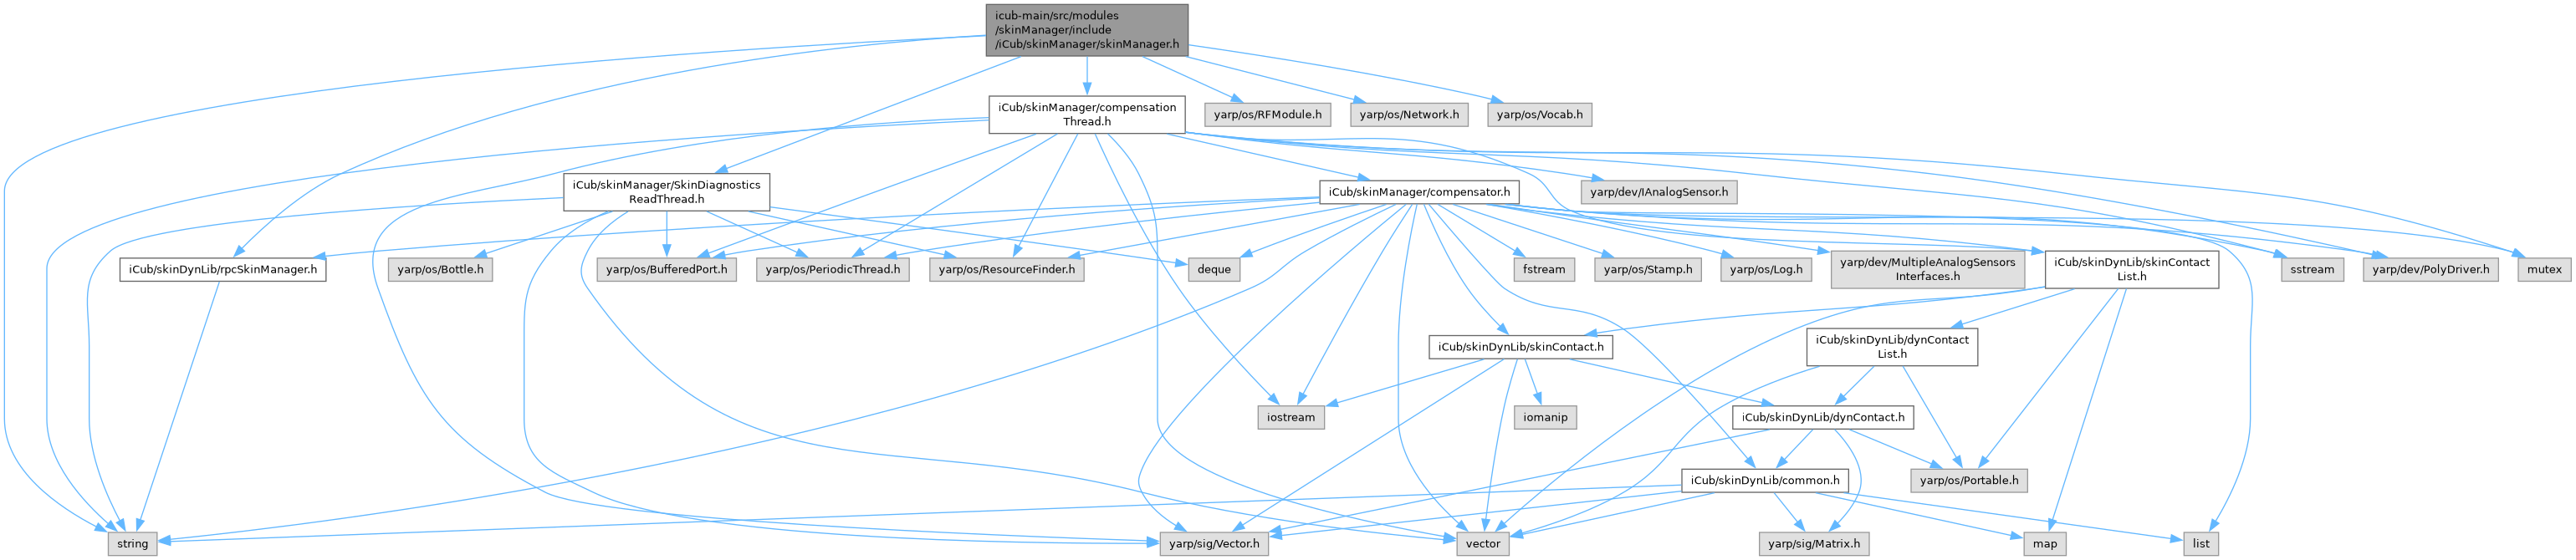 icub-main/src/modules
/skinManager/include
/iCub/skinManager/skinManager.h
iCub/skinManager/compensation
Thread.h
yarp/os/RFModule.h
yarp/os/Network.h
yarp/os/Vocab.h
iCub/skinManager/SkinDiagnostics
ReadThread.h
iCub/skinManager/compensator.h
yarp/dev/IAnalogSensor.h
iCub/skinDynLib/rpcSkinManager.h
yarp/os/Bottle.h
yarp/os/BufferedPort.h
yarp/os/PeriodicThread.h
yarp/os/ResourceFinder.h
deque
fstream
yarp/os/Stamp.h
yarp/os/Log.h
yarp/dev/MultipleAnalogSensors
Interfaces.h
iCub/skinDynLib/skinContact
List.h
sstream
yarp/dev/PolyDriver.h
mutex
iCub/skinDynLib/skinContact.h
iCub/skinDynLib/dynContact
List.h
iostream
iomanip
iCub/skinDynLib/dynContact.h
iCub/skinDynLib/common.h
yarp/os/Portable.h
string
yarp/sig/Vector.h
vector
yarp/sig/Matrix.h
map
list